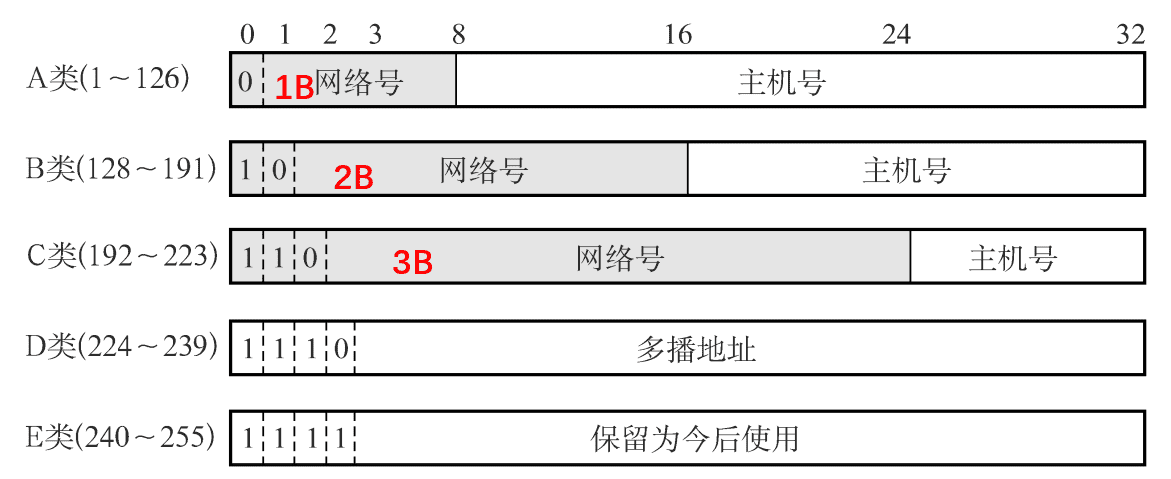 0 1 2 3 8 16 24 32
A类(1～126) 0 1B 网络号 主机号
B类(128～191) 1 0 2B 网络号 主机号
C类(192～223) 1 1 0 3B 网络号 主机号
D类(224～239) 1 1 1 0 多播地址
E类(240～255) 1 1 1 1 保留为今后使用